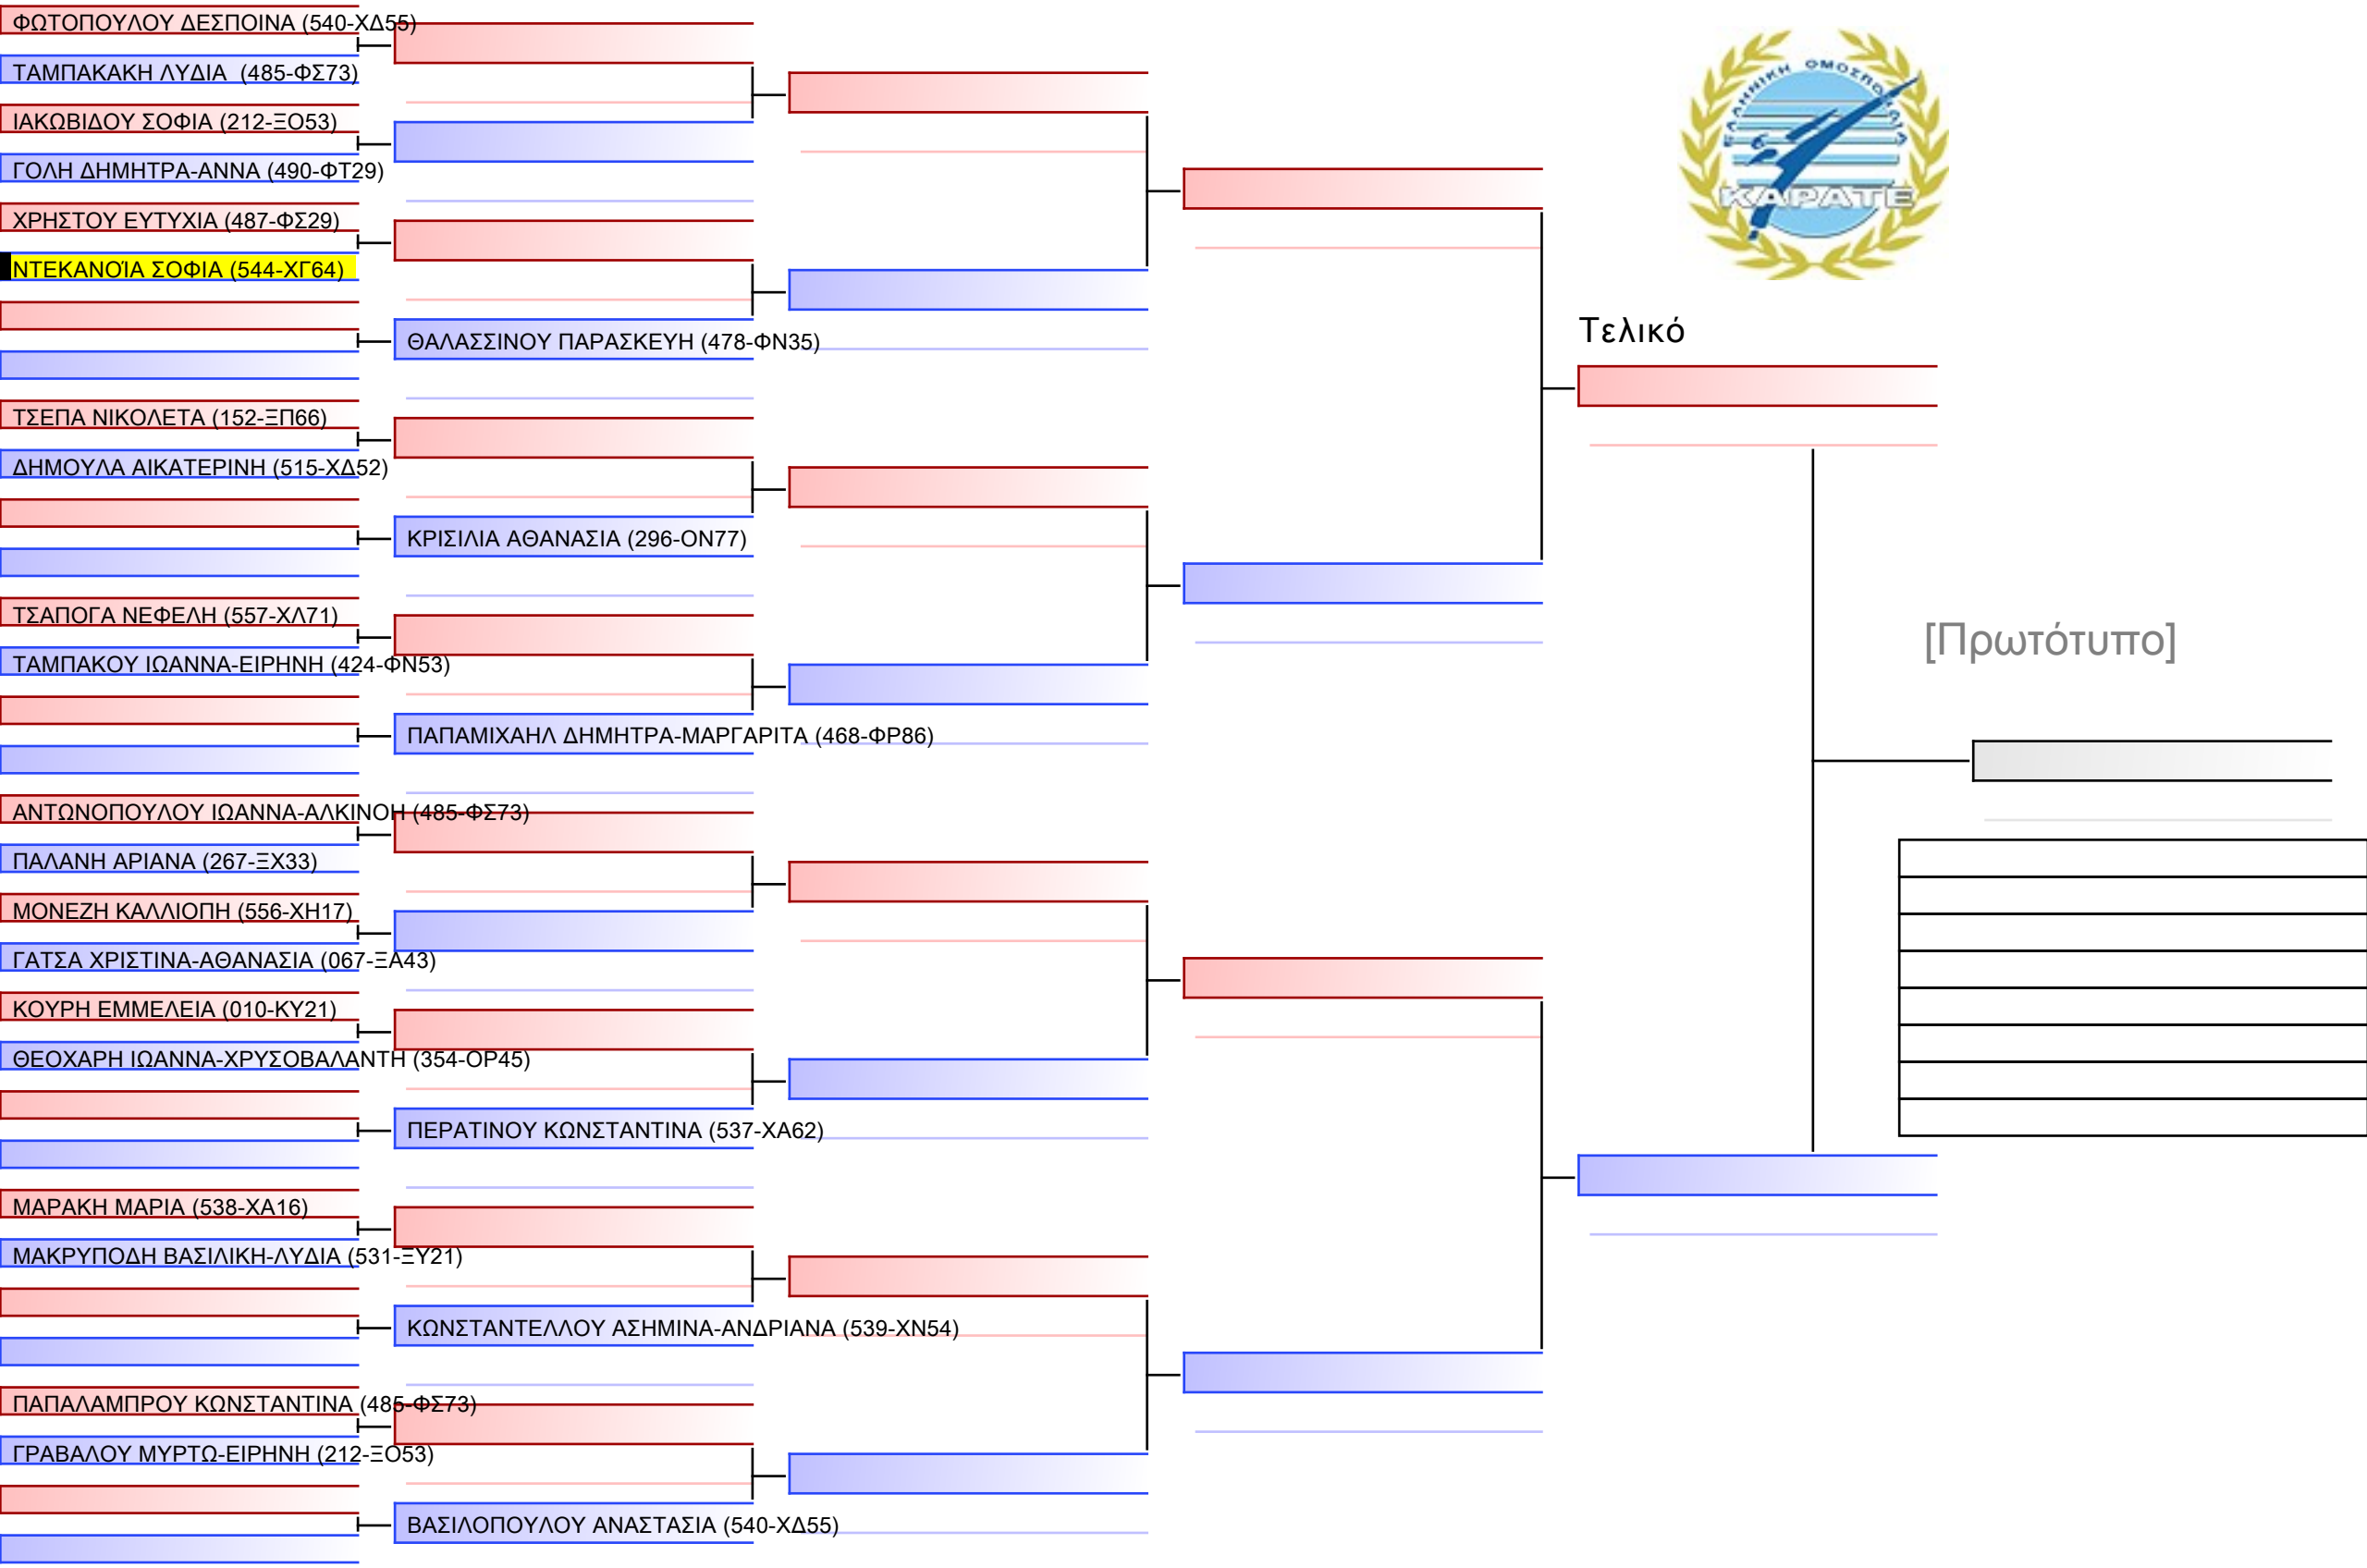 ΦΩΤΟΠΟΥΛΟΥ ΔΕΣΠΟΙΝΑ (540-ΧΔ55)
ΤΑΜΠΑΚΑΚΗ ΛΥΔΙΑ (485-ΦΣ73)
ΙΑΚΩΒΙΔΟΥ ΣΟΦΙΑ (212-ΞΟ53)
ΓΟΛΗ ΔΗΜΗΤΡΑ-ΑΝΝΑ (490-ΦΤ29)
ΧΡΗΣΤΟΥ ΕΥΤΥΧΙΑ (487-ΦΣ29)
ΝΤΕΚΑΝΟΊΑ ΣΟΦΙΑ (544-ΧΓ64)
ΘΑΛΑΣΣΙΝΟΥ ΠΑΡΑΣΚΕΥΗ (478-ΦΝ35)
ΤΣΕΠΑ ΝΙΚΟΛΕΤΑ (152-ΞΠ66)
ΔΗΜΟΥΛΑ ΑΙΚΑΤΕΡΙΝΗ (515-ΧΔ52)
ΚΡΙΣΙΛΙΑ ΑΘΑΝΑΣΙΑ (296-ΟΝ77)
ΤΣΑΠΟΓΑ ΝΕΦΕΛΗ (557-ΧΛ71)
ΤΑΜΠΑΚΟΥ ΙΩΑΝΝΑ-ΕΙΡΗΝΗ (424-ΦΝ53)
ΠΑΠΑΜΙΧΑΗΛ ΔΗΜΗΤΡΑ-ΜΑΡΓΑΡΙΤΑ (468-ΦΡ86)
ΑΝΤΩΝΟΠΟΥΛΟΥ ΙΩΑΝΝΑ-ΑΛΚΙΝΟΗ (485-ΦΣ73)
ΠΑΛΑΝΗ ΑΡΙΑΝΑ (267-ΞΧ33)
ΜΟΝΕΖΗ ΚΑΛΛΙΟΠΗ (556-ΧΗ17)
ΓΑΤΣΑ ΧΡΙΣΤΙΝΑ-ΑΘΑΝΑΣΙΑ (067-ΞΑ43)
ΚΟΥΡΗ ΕΜΜΕΛΕΙΑ (010-ΚΥ21)
ΘΕΟΧΑΡΗ ΙΩΑΝΝΑ-ΧΡΥΣΟΒΑΛΑΝΤΗ (354-ΟΡ45)
ΠΕΡΑΤΙΝΟΥ ΚΩΝΣΤΑΝΤΙΝΑ (537-ΧΑ62)
ΜΑΡΑΚΗ ΜΑΡΙΑ (538-ΧΑ16)
ΜΑΚΡΥΠΟΔΗ ΒΑΣΙΛΙΚΗ-ΛΥΔΙΑ (531-ΞΥ21)
ΚΩΝΣΤΑΝΤΕΛΛΟΥ ΑΣΗΜΙΝΑ-ΑΝΔΡΙΑΝΑ (539-ΧΝ54)
ΠΑΠΑΛΑΜΠΡΟΥ ΚΩΝΣΤΑΝΤΙΝΑ (485-ΦΣ73)
ΓΡΑΒΑΛΟΥ ΜΥΡΤΩ-ΕΙΡΗΝΗ (212-ΞΟ53)
ΒΑΣΙΛΟΠΟΥΛΟΥ ΑΝΑΣΤΑΣΙΑ (540-ΧΔ55)
ΕΛΛΗΝΙΚΗ ΟΜΟΣΠΟΝΔΙΑ
ΚΑΡΑΤΕ
Τελικό
[Πρωτότυπο]